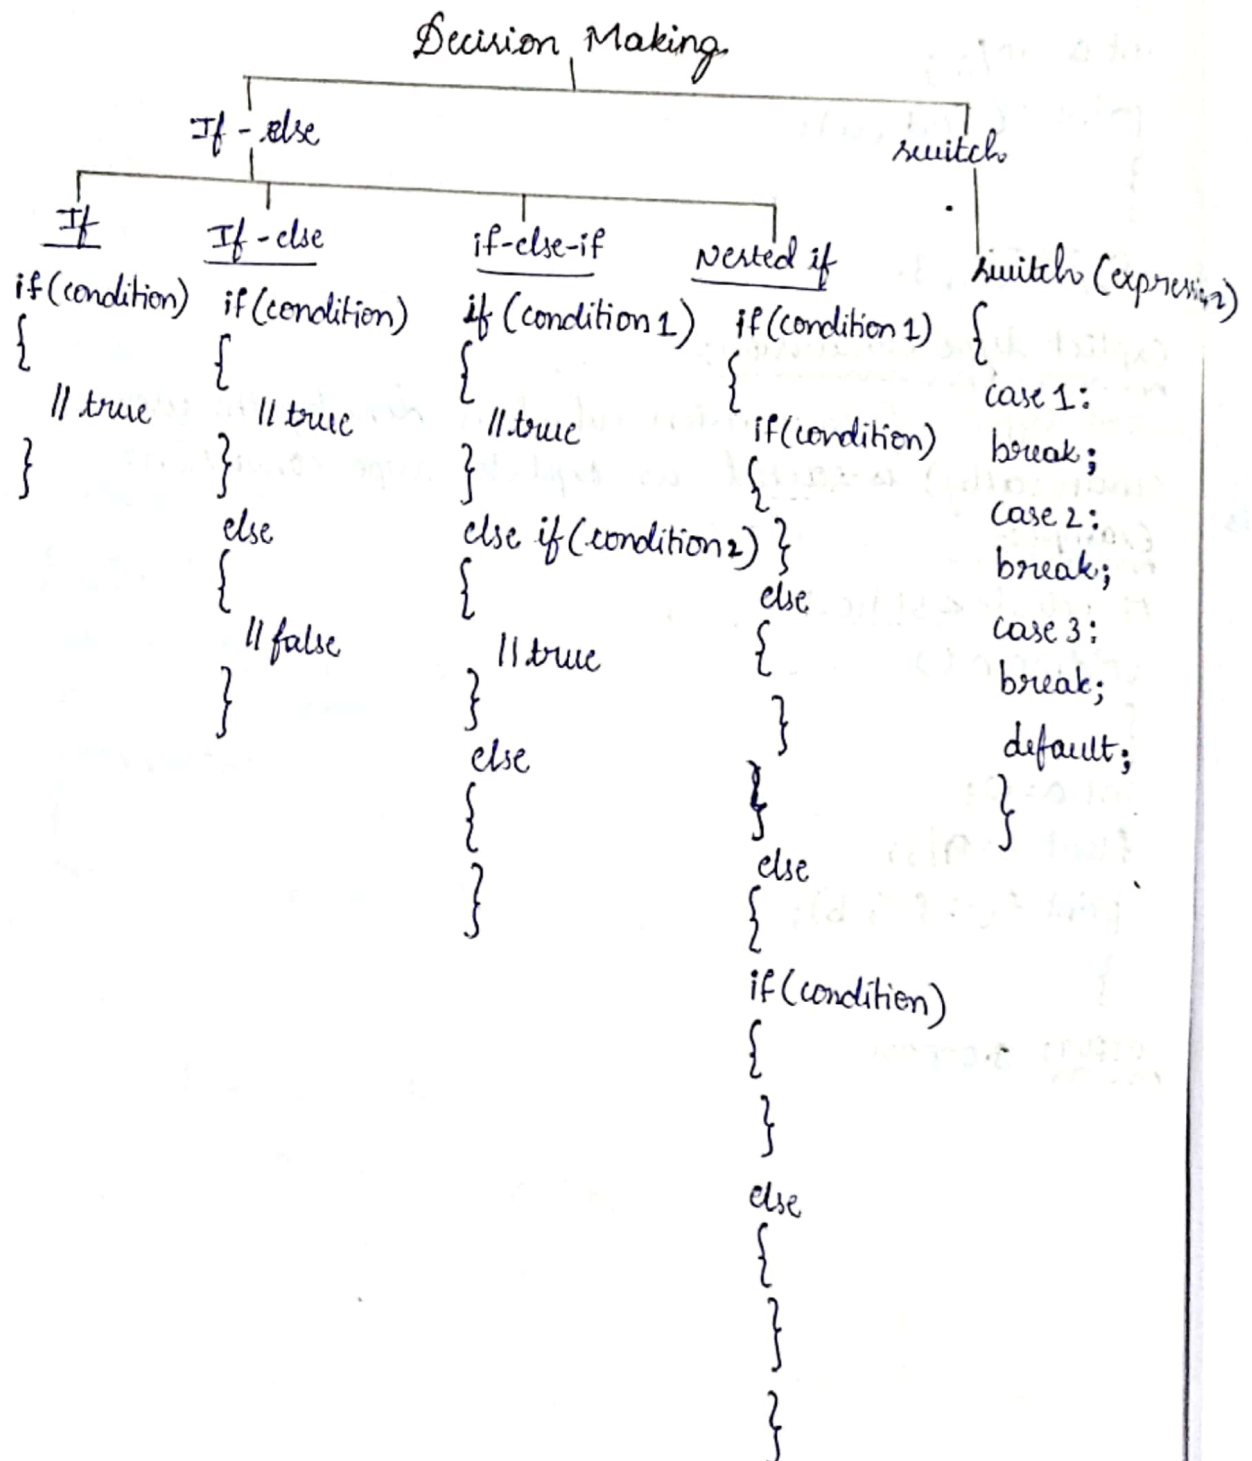 Decision Making.
If - else
switch
If
if (condition)
{
// true
}
If - else
if (condition)
{
// true
}
else
{
// false
}
if-else-if
if (condition 1)
{
// true
}
else if (condition 2)
{
// true
}
else
{
}
Nested if
if (condition 1)
{
if (condition)
{
}
else
{
}
}
else
{
if (condition)
{
}
else
{
}
}
switch (expression)
{
case 1:
break;
case 2:
break;
case 3:
break;
default;
}